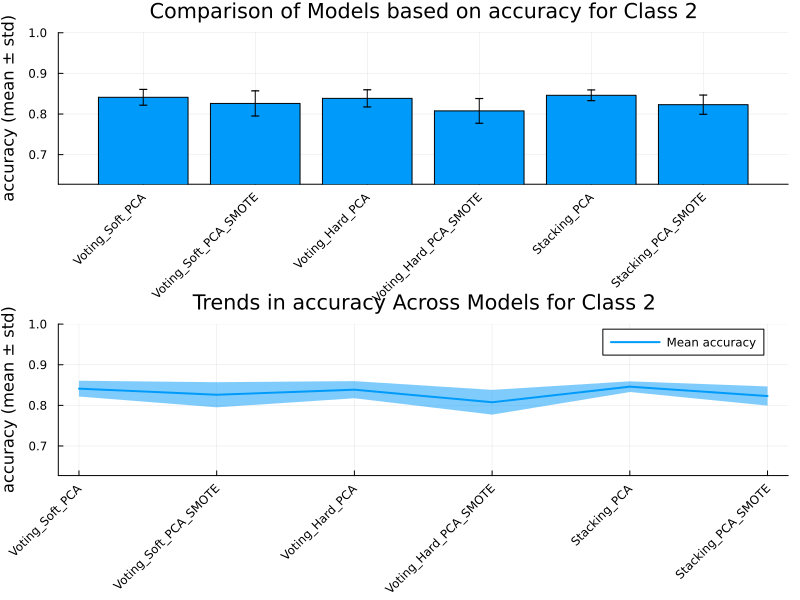 Comparison of Models based on accuracy for Class 2
accuracy (mean ± std)
1.0
0.9
0.8
0.7
Voting_Soft_PCA
Voting_Soft_PCA_SMOTE
Voting_Hard_PCA
Voting_Hard_PCA_SMOTE
Stacking_PCA
Stacking_PCA_SMOTE
Trends in accuracy Across Models for Class 2
accuracy (mean ± std)
1.0
0.9
0.8
0.7
Mean accuracy
Voting_Soft_PCA
Voting_Soft_PCA_SMOTE
Voting_Hard_PCA
Voting_Hard_PCA_SMOTE
Stacking_PCA
Stacking_PCA_SMOTE